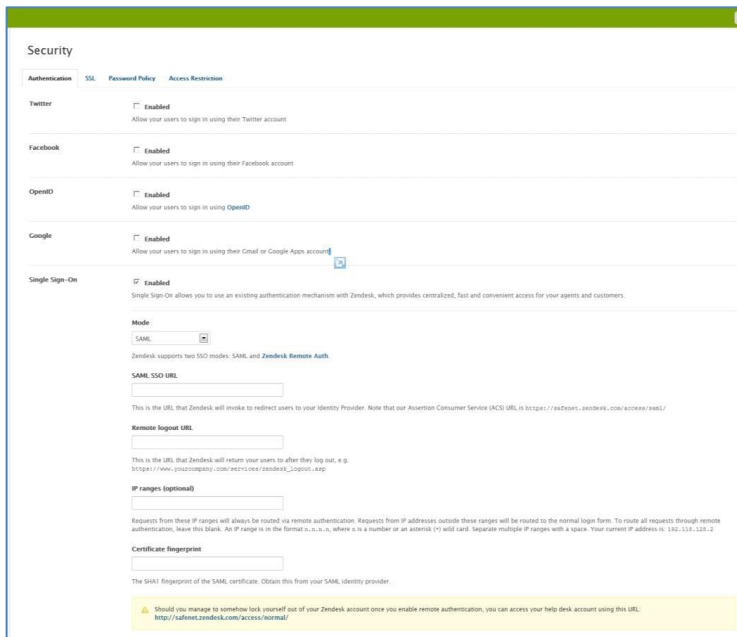 Security
Authentication SSL Password Policy Access Restriction
Twitter
Enabled
Allow your users to sign in using their Twitter account
Facebook
Enabled
Allow your users to sign in using their Facebook account
OpenID
Enabled
Allow your users to sign in using OpenID
Google
Enabled
Allow your users to sign in using their Gmail or Google Apps account
Single Sign-On
Enabled
Single Sign-On allows you to use an existing authentication mechanism with Zendesk, which provides centralized, fast and convenient access for your agents and customers.
Mode
SAML
Zendesk supports two SSO modes: SAML and Zendesk Remote Auth.
SAML SSO URL
This is the URL that Zendesk will invoke to redirect users to your Identity Provider. Note that our Assertion Consumer Service (ACS) URL is https://safenet.zendesk.com/access/saml/
Remote logout URL
This is the URL that Zendesk will return your users to after they log out, e.g.
https://www.yourcompany.com/services/zendesk_logout.asp
IP ranges (optional)
Requests from these IP ranges will always be routed via remote authentication. Requests from IP addresses outside these ranges will be routed to the normal login form. To route all requests through remote
authentication, leave this blank. An IP range is in the format n.n.n.n, where n is a number or an asterisk (*) wild card. Separate multiple IP ranges with a space. Your current IP address is: 192.118.128.2
Certificate fingerprint
The SHA1 fingerprint of the SAML certificate. Obtain this from your SAML identity provider.
Should you manage to somehow lock yourself out of your Zendesk account once you enable remote authentication, you can access your help desk account using this URL:
http://safenet.zendesk.com/access/normal/